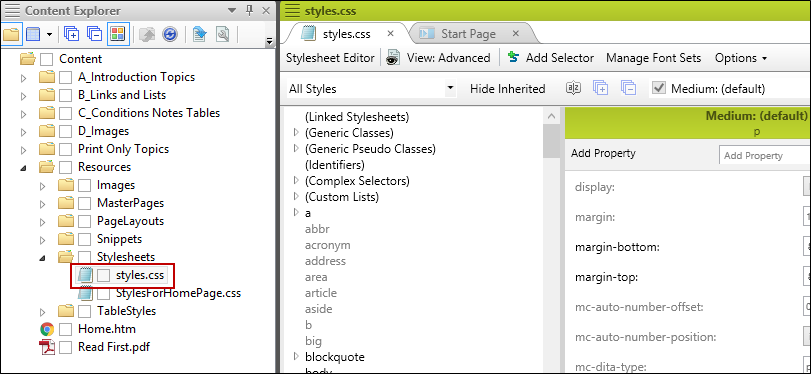 Content Explorer
Content
A_Introduction Topics
B_Links and Lists
C_Conditions Notes Tables
D_Images
Print Only Topics
Resources
Images
MasterPages
PageLayouts
Snippets
Stylesheets
styles.css
StylesForHomePage.css
TableStyles
Home.htm
Read First.pdf
styles.css
styles.css
Start Page
Stylesheet Editor View: Advanced Add Selector Manage Font Sets Options
All Styles Hide Inherited Medium: (default)
(Linked Stylesheets)
(Generic Classes)
(Generic Pseudo Classes)
(Identifiers)
(Complex Selectors)
(Custom Lists)
a
abbr
acronym
address
area
article
aside
b
big
blockquote
body
Medium: (default)
p
Add Property Add Property
display:
margin:
margin-bottom:
margin-top:
mc-auto-number-offset:
mc-auto-number-position:
mc-dita-type: